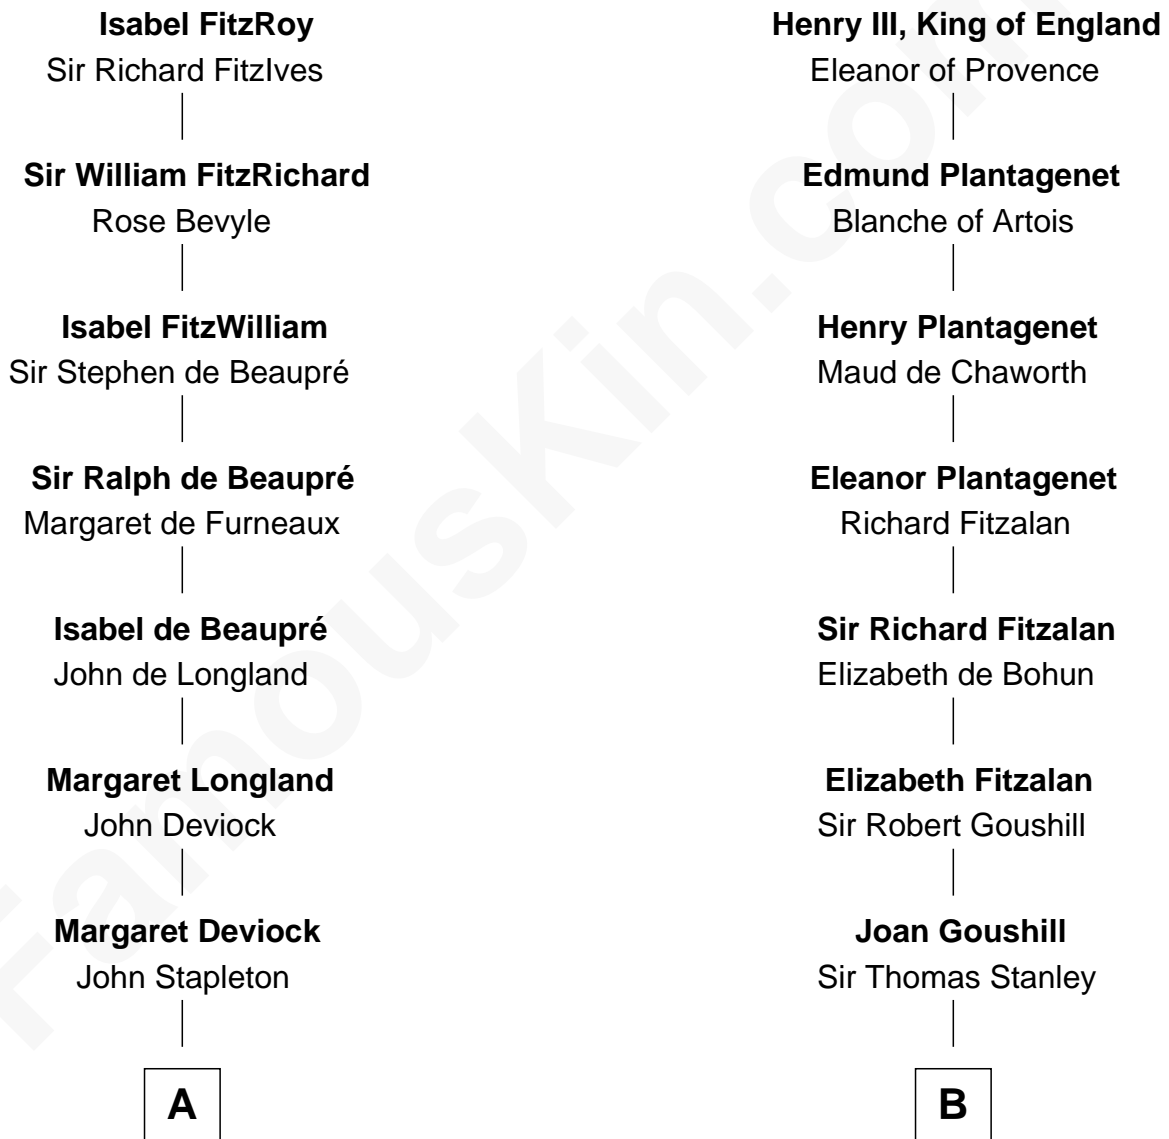 Isabel FitzRoy
Sir Richard FitzIves
Sir William FitzRichard
Rose Bevyle
Isabel FitzWilliam
Sir Stephen de Beaupré
Sir Ralph de Beaupré
Margaret de Furneaux
Isabel de Beaupré
John de Longland
Margaret Longland
John Deviock
Margaret Deviock
John Stapleton
A
Henry III, King of England
Eleanor of Provence
Edmund Plantagenet
Blanche of Artois
Henry Plantagenet
Maud de Chaworth
Eleanor Plantagenet
Richard Fitzalan
Sir Richard Fitzalan
Elizabeth de Bohun
Elizabeth Fitzalan
Sir Robert Goushill
Joan Goushill
Sir Thomas Stanley
B
FamousKin.com